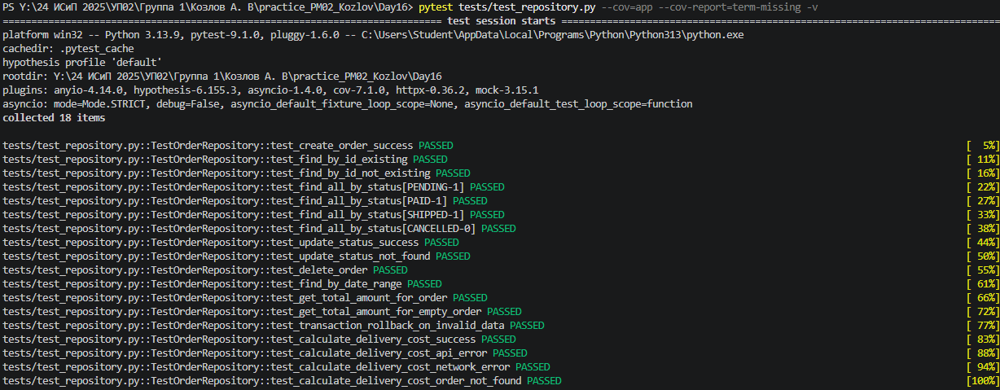 PS Y:\24 ИСиП 2025\УП02\Группа 1\Козлов А. В\practice_PM02_Kozlov\Day16> pytest tests/test_repository.py --cov=app --cov-report=term-missing -v
================================================================================= test session starts =================================================================================
platform win32 -- Python 3.13.9, pytest-9.1.0, pluggy-1.6.0 -- C:\Users\Student\AppData\Local\Programs\Python\Python313\python.exe
cachedir: .pytest_cache
hypothesis profile 'default'
rootdir: Y:\24 ИСиП 2025\УП02\Группа 1\Козлов А. В\practice_PM02_Kozlov\Day16
plugins: anyio-4.14.0, hypothesis-6.155.3, asyncio-1.4.0, cov-7.1.0, httpx-0.36.2, mock-3.15.1
asyncio: mode=Mode.STRICT, debug=False, asyncio_default_fixture_loop_scope=None, asyncio_default_test_loop_scope=function
collected 18 items
tests/test_repository.py::TestOrderRepository::test_create_order_success PASSED [  5%]
tests/test_repository.py::TestOrderRepository::test_find_by_id_existing PASSED [ 11%]
tests/test_repository.py::TestOrderRepository::test_find_by_id_not_existing PASSED [ 16%]
tests/test_repository.py::TestOrderRepository::test_find_all_by_status[PENDING-1] PASSED [ 22%]
tests/test_repository.py::TestOrderRepository::test_find_all_by_status[PAID-1] PASSED [ 27%]
tests/test_repository.py::TestOrderRepository::test_find_all_by_status[SHIPPED-1] PASSED [ 33%]
tests/test_repository.py::TestOrderRepository::test_find_all_by_status[CANCELLED-0] PASSED [ 38%]
tests/test_repository.py::TestOrderRepository::test_update_status_success PASSED [ 44%]
tests/test_repository.py::TestOrderRepository::test_update_status_not_found PASSED [ 50%]
tests/test_repository.py::TestOrderRepository::test_delete_order PASSED [ 55%]
tests/test_repository.py::TestOrderRepository::test_find_by_date_range PASSED [ 61%]
tests/test_repository.py::TestOrderRepository::test_get_total_amount_for_order PASSED [ 66%]
tests/test_repository.py::TestOrderRepository::test_get_total_amount_for_empty_order PASSED [ 72%]
tests/test_repository.py::TestOrderRepository::test_transaction_rollback_on_invalid_data PASSED [ 77%]
tests/test_repository.py::TestOrderRepository::test_calculate_delivery_cost_success PASSED [ 83%]
tests/test_repository.py::TestOrderRepository::test_calculate_delivery_cost_api_error PASSED [ 88%]
tests/test_repository.py::TestOrderRepository::test_calculate_delivery_cost_network_error PASSED [ 94%]
tests/test_repository.py::TestOrderRepository::test_calculate_delivery_cost_order_not_found PASSED [100%]